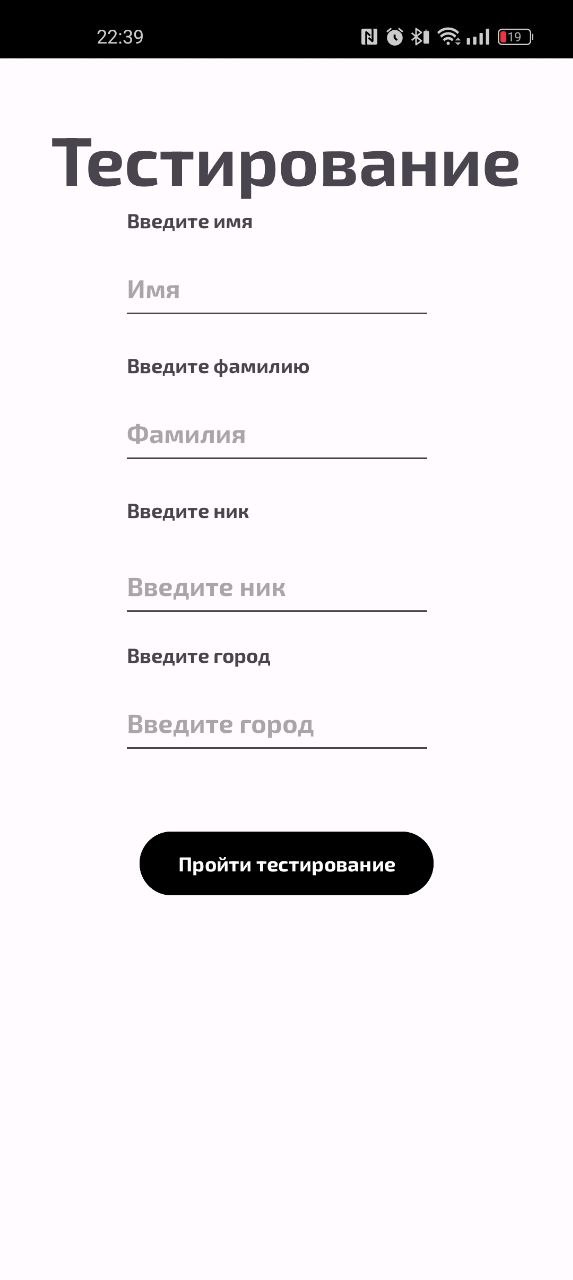 22:39
19
Тестирование
Введите имя
Имя
Введите фамилию
Фамилия
Введите ник
Введите ник
Введите город
Введите город
Пройти тестирование